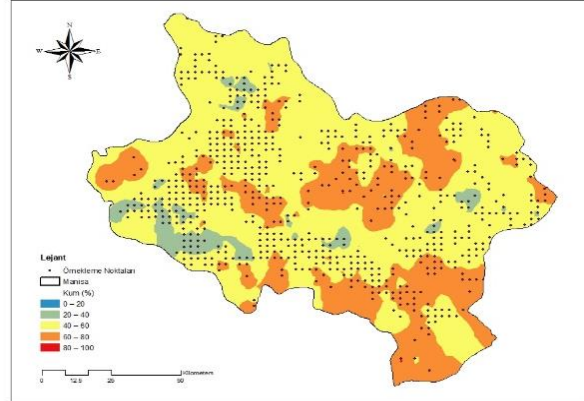 N
W E
S
Lejant
Örnekleme Noktaları
Manisa
Kum (%)
0 – 20
20 – 40
40 – 60
60 – 80
80 – 100
Kilometers
0 12.5 25 50